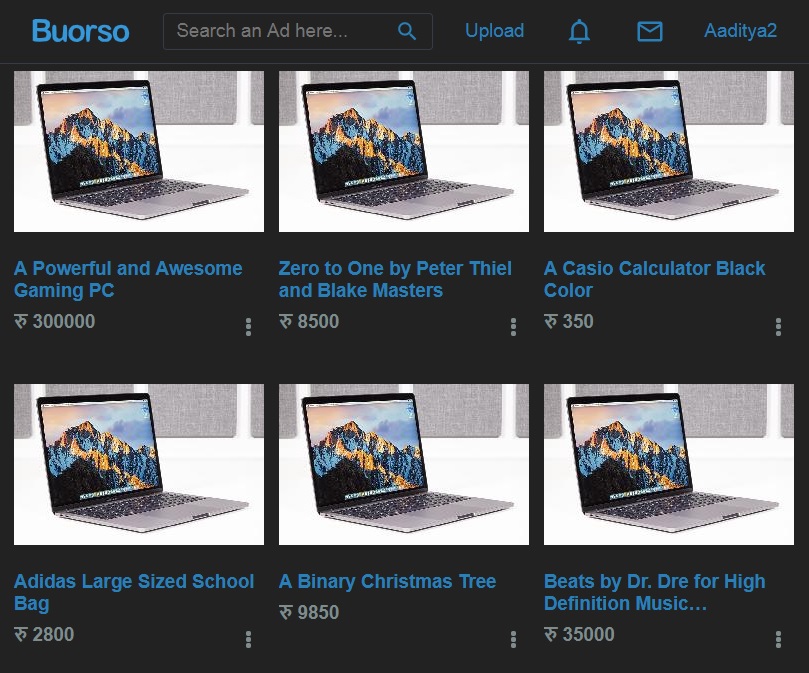 Buorso
Search an Ad here...
Upload
Aaditya2
A Powerful and Awesome
Gaming PC
रु 300000
Zero to One by Peter Thiel
and Blake Masters
रु 8500
A Casio Calculator Black
Color
रु 350
Adidas Large Sized School
Bag
रु 2800
A Binary Christmas Tree
रु 9850
Beats by Dr. Dre for High
Definition Music…
रु 35000